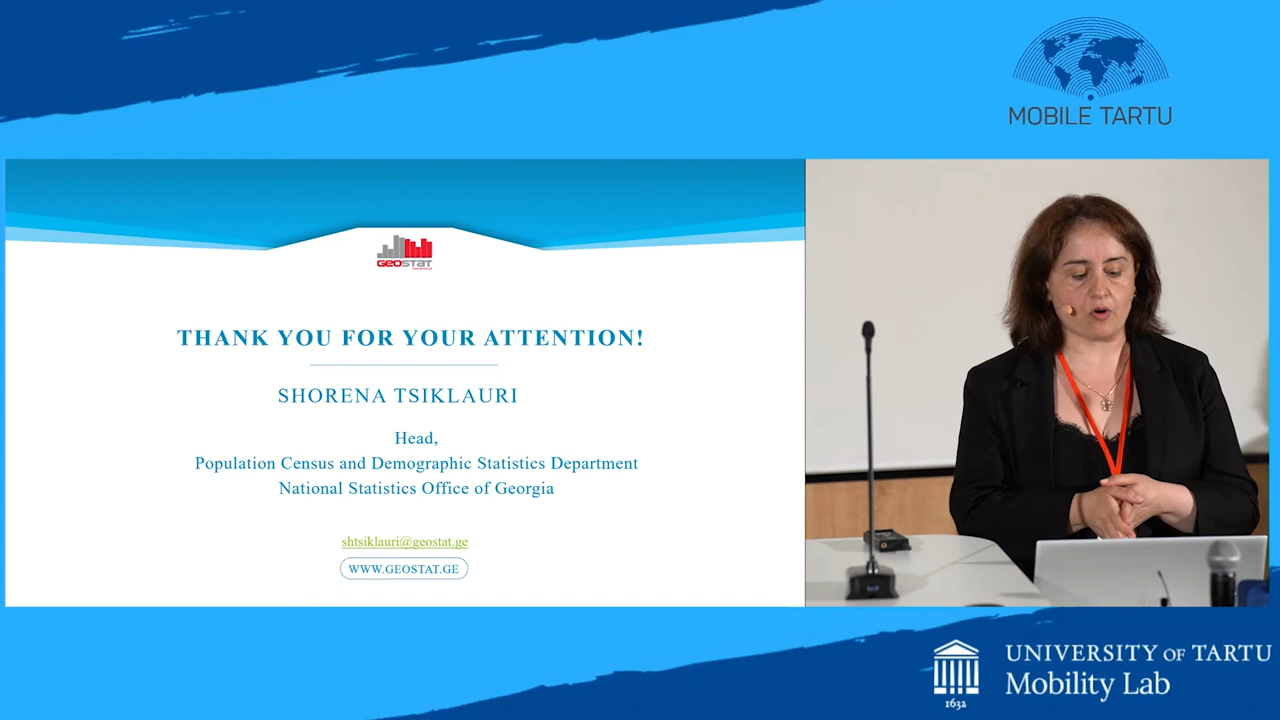 MOBILE TARTU
GEOSTAT
THANK YOU FOR YOUR ATTENTION!
SHORENA TSIKLAURI
Head,
Population Census and Demographic Statistics Department
National Statistics Office of Georgia
shtsiklauri@geostat.ge
WWW.GEOSTAT.GE
UNIVERSITY OF TARTU
Mobility Lab
1632